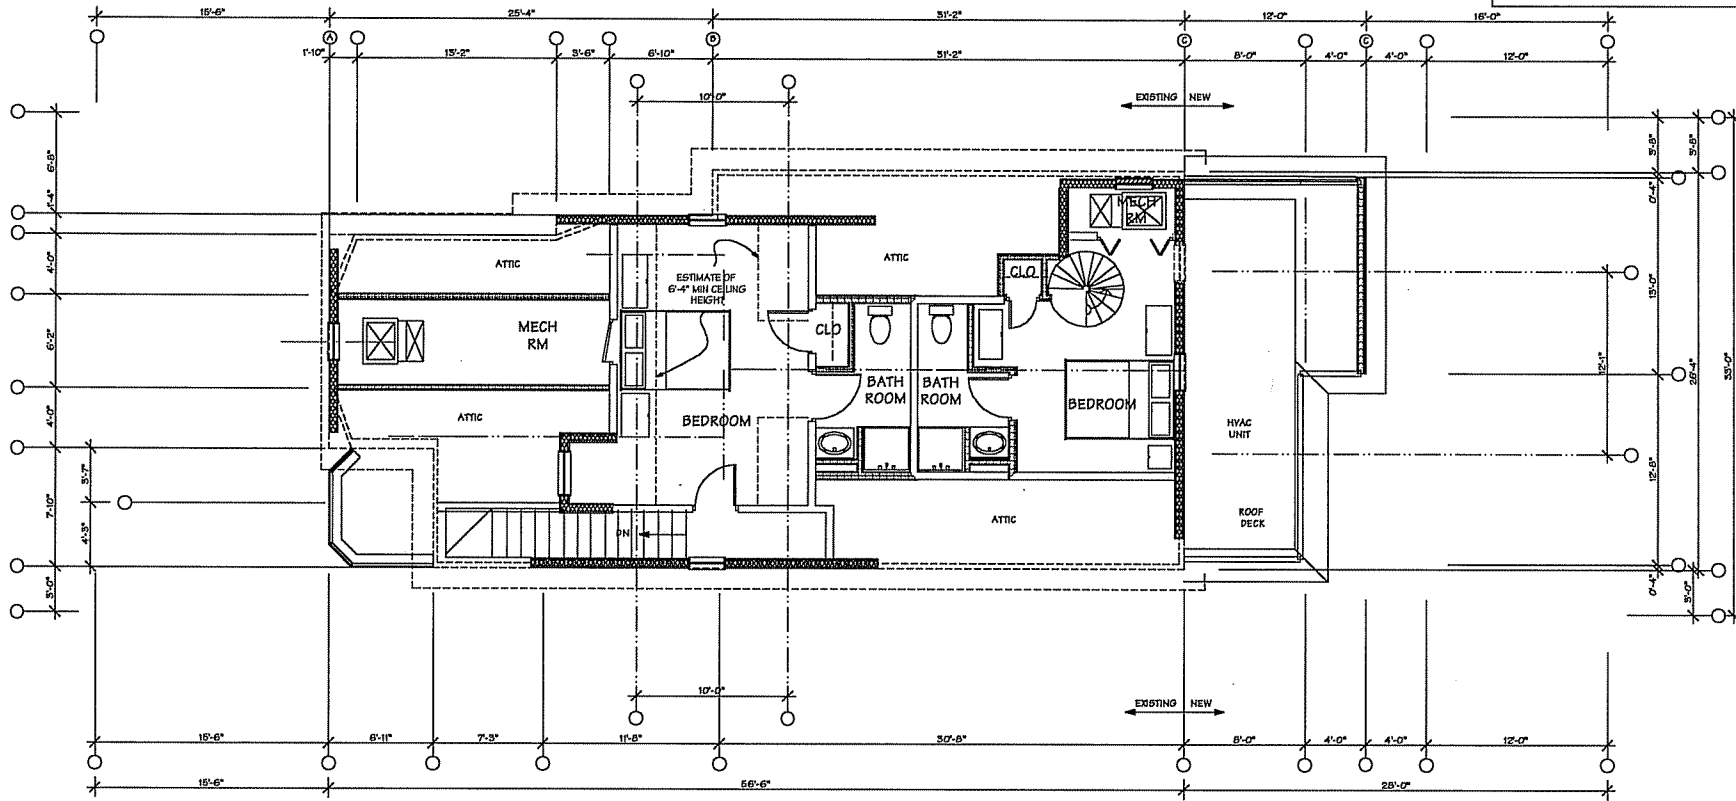 15'-6"
25'-4"
31'-2"
12'-0"
16'-0"
A
B
C
C
1'-10"
13'-2"
3'-6"
6'-10"
31'-2"
8'-0"
4'-0"
4'-0"
12'-0"
10'-0"
EXISTING NEW
6'-8"
1'-4"
4'-0"
6'-2"
4'-0"
3'-7"
7'-10"
4'-3"
3'-0"
3'-8"
3'-8"
0'-4"
13'-0"
12'-1"
26'-4"
33'-0"
12'-8"
0'-4"
3'-0"
MECH
RM
ATTIC
ATTIC
CLO
ESTIMATE OF
6'-4" MIN CEILING
HEIGHT
MECH
RM
CLO
BATH
ROOM
BATH
ROOM
BEDROOM
ATTIC
BEDROOM
HVAC
UNIT
ATTIC
ROOF
DECK
DN
10'-0"
EXISTING NEW
15'-6"
6'-11"
7'-3"
11'-8"
30'-8"
8'-0"
4'-0"
4'-0"
12'-0"
15'-6"
56'-6"
28'-0"